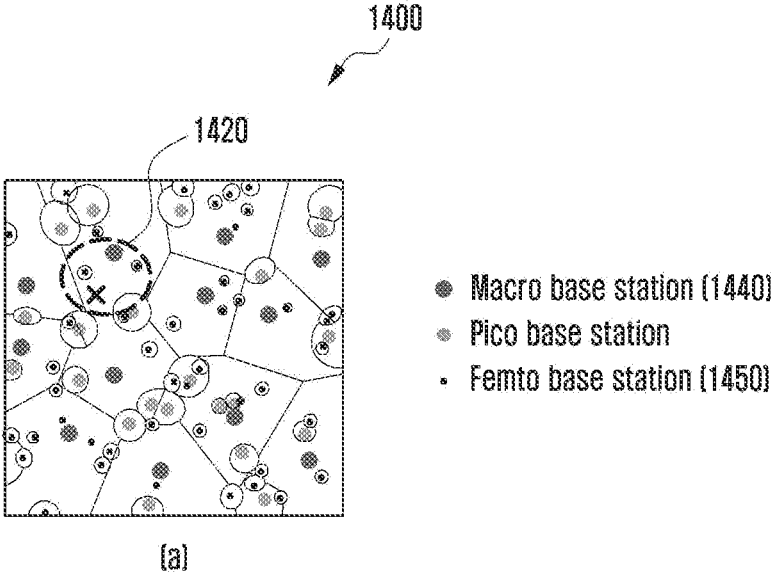 1400
1420
Macro base station (1440)
Pico base station
Femto base station (1450)
(a)